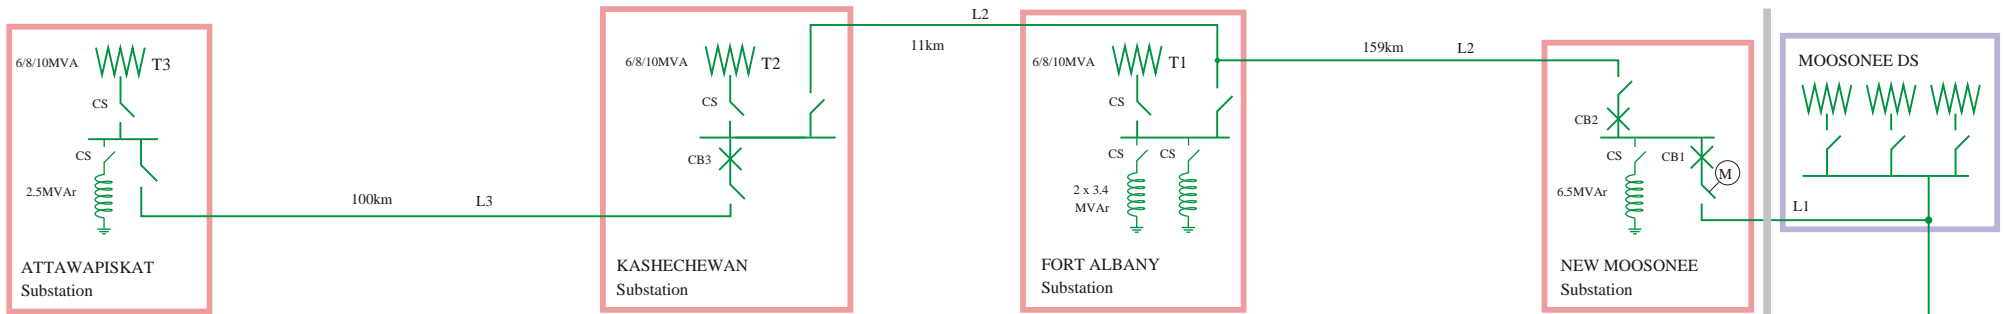 6/8/10MVA
T3
CS
CS
2.5MVAr
ATTAWAPISKAT
Substation
100km
L3
6/8/10MVA
T2
CS
CB3
KASHECHEWAN
Substation
L2
11km
6/8/10MVA
T1
CS
CS
CS
2 x 3.4
MVAr
FORT ALBANY
Substation
159km
L2
CB2
CS
CB1
M
6.5MVAr
NEW MOOSONEE
Substation
MOOSONEE DS
L1